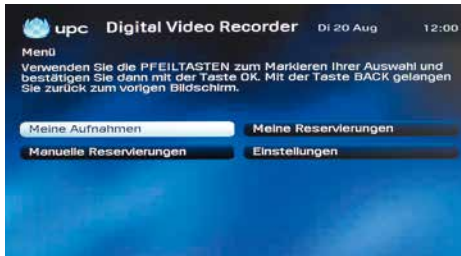 upc Digital Video Recorder Di 20 Aug 12:00
Menü
Verwenden Sie die PFEILTASTEN zum Markieren Ihrer Auswahl und
bestätigen Sie dann mit der Taste OK. Mit der Taste BACK gelangen
Sie zurück zum vorigen Bildschirm.
Meine Aufnahmen Meine Reservierungen
Manuelle Reservierungen Einstellungen